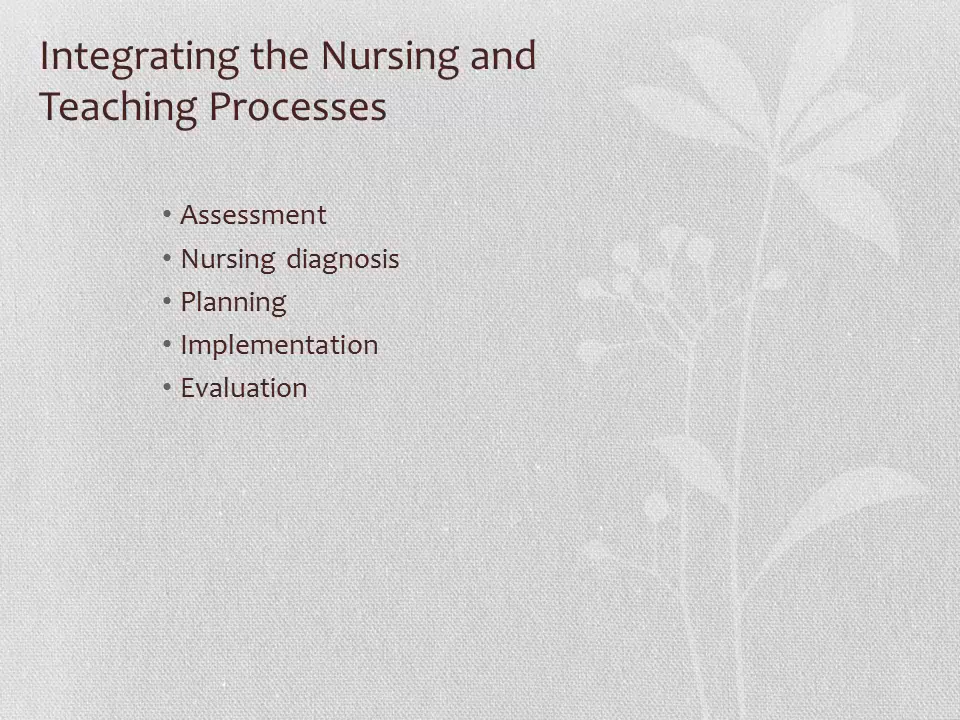 Integrating the Nursing and
Teaching Processes
• Assessment
• Nursing diagnosis
• Planning
• Implementation
• Evaluation